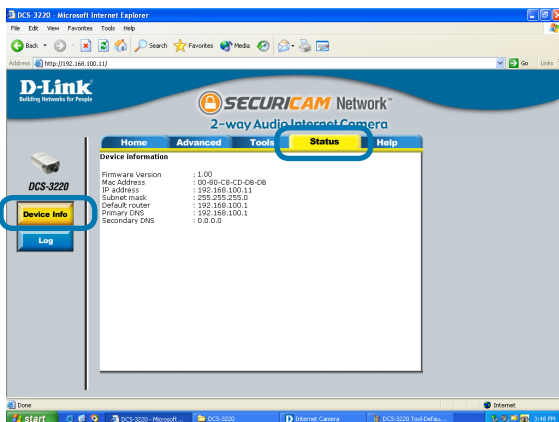 DCS-3220 - Microsoft Internet Explorer
File Edit View Favorites Tools Help
Back Search Favorites Media
Address http://192.168.100.11/ Go Links
D-Link
Building Networks for People
SECURICAM Network™
2-way Audio Internet Camera
Home Advanced Tools Status Help
Device information
Firmware Version : 1.00
Mac Address : 00-80-C8-CD-DB-DB
IP address : 192.168.100.11
Subnet mask : 255.255.255.0
Default router : 192.168.100.1
Primary DNS : 192.168.100.1
Secondary DNS : 0.0.0.0
DCS-3220
Device Info
Log
Done Internet
start DCS-3220 - Microsoft... DCS-3220 Internet Camera DCS-3220 Tool-Defau... 3:48 PM